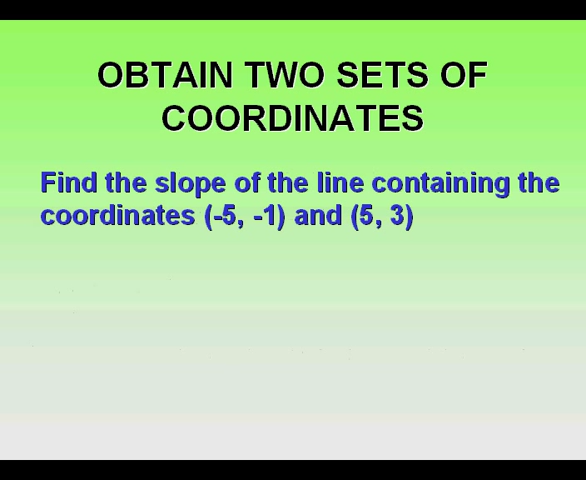 OBTAIN TWO SETS OF
COORDINATES
Find the slope of the line containing the
coordinates (-5, -1) and (5, 3)